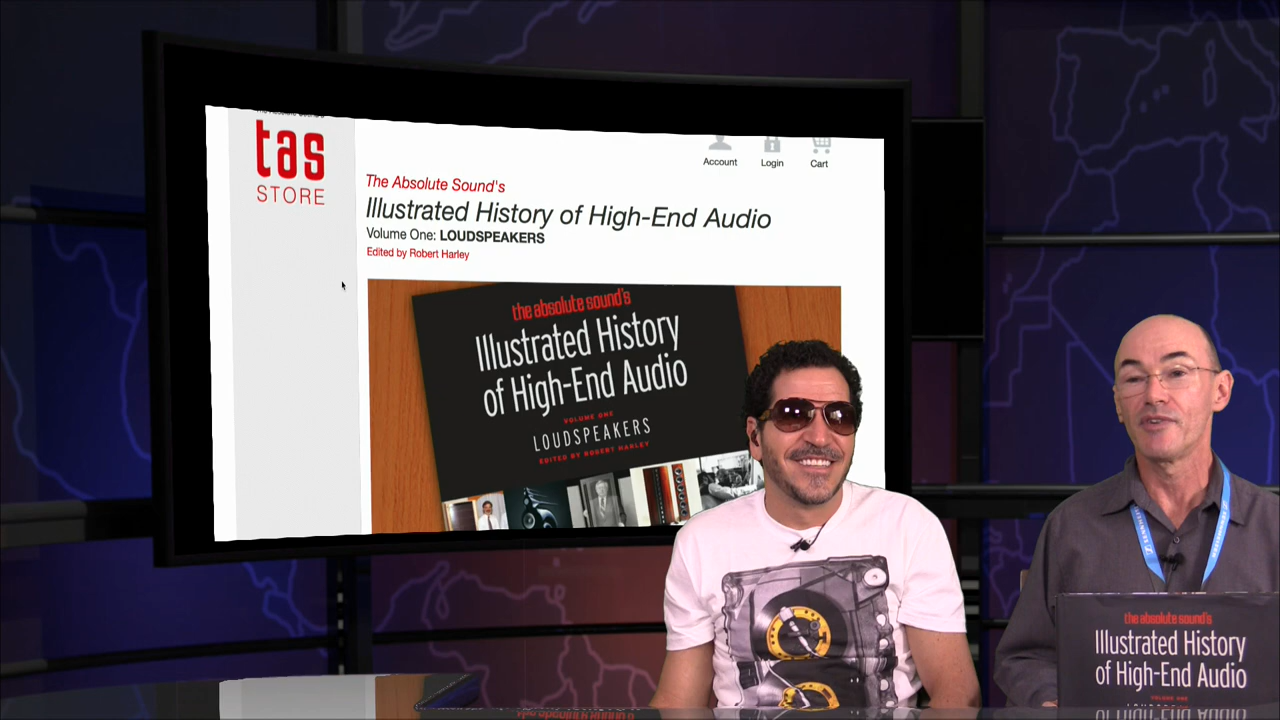 tas
STORE
Account
Login
Cart
The Absolute Sound's
Illustrated History of High-End Audio
Volume One: LOUDSPEAKERS
Edited by Robert Harley
the absolute sound's
Illustrated History
of High-End Audio
VOLUME ONE
LOUDSPEAKERS
EDITED BY ROBERT HARLEY
SENNHEISER
the absolute sound's
Illustrated History
of High-End Audio
VOLUME ONE